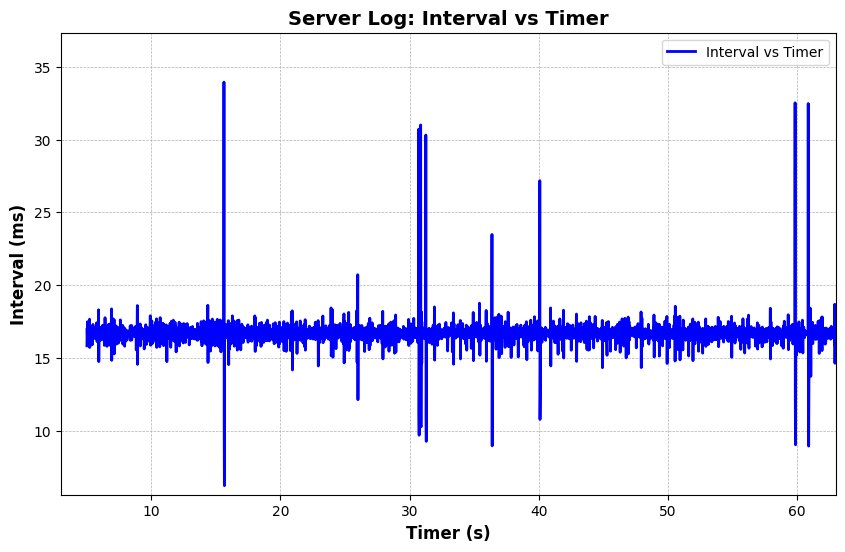 Server Log: Interval vs Timer
Interval vs Timer
35
30
25
20
15
10
Interval (ms)
10 20 30 40 50 60
Timer (s)